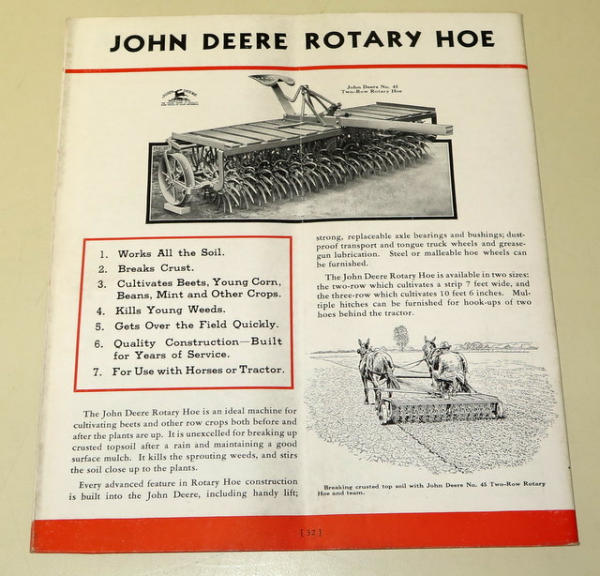 JOHN DEERE ROTARY HOE
JOHN DEERE
John Deere No. 45
Two-Row Rotary Hoe
1. Works All the Soil.
2. Breaks Crust.
3. Cultivates Beets, Young Corn,
Beans, Mint and Other Crops.
4. Kills Young Weeds.
5. Gets Over the Field Quickly.
6. Quality Construction—Built
for Years of Service.
7. For Use with Horses or Tractor.
The John Deere Rotary Hoe is an ideal machine for
cultivating beets and other row crops both before and
after the plants are up. It is unexcelled for breaking up
crusted topsoil after a rain and maintaining a good
surface mulch. It kills the sprouting weeds, and stirs
the soil close up to the plants.
Every advanced feature in Rotary Hoe construction
is built into the John Deere, including handy lift;
strong, replaceable axle bearings and bushings; dust-
proof transport and tongue truck wheels and grease-
gun lubrication. Steel or malleable hoe wheels can
be furnished.
The John Deere Rotary Hoe is available in two sizes:
the two-row which cultivates a strip 7 feet wide, and
the three-row which cultivates 10 feet 6 inches. Mul-
tiple hitches can be furnished for hook-ups of two
hoes behind the tractor.
Breaking crusted top soil with John Deere No. 45 Two-Row Rotary
Hoe and team.
[ 32 ]